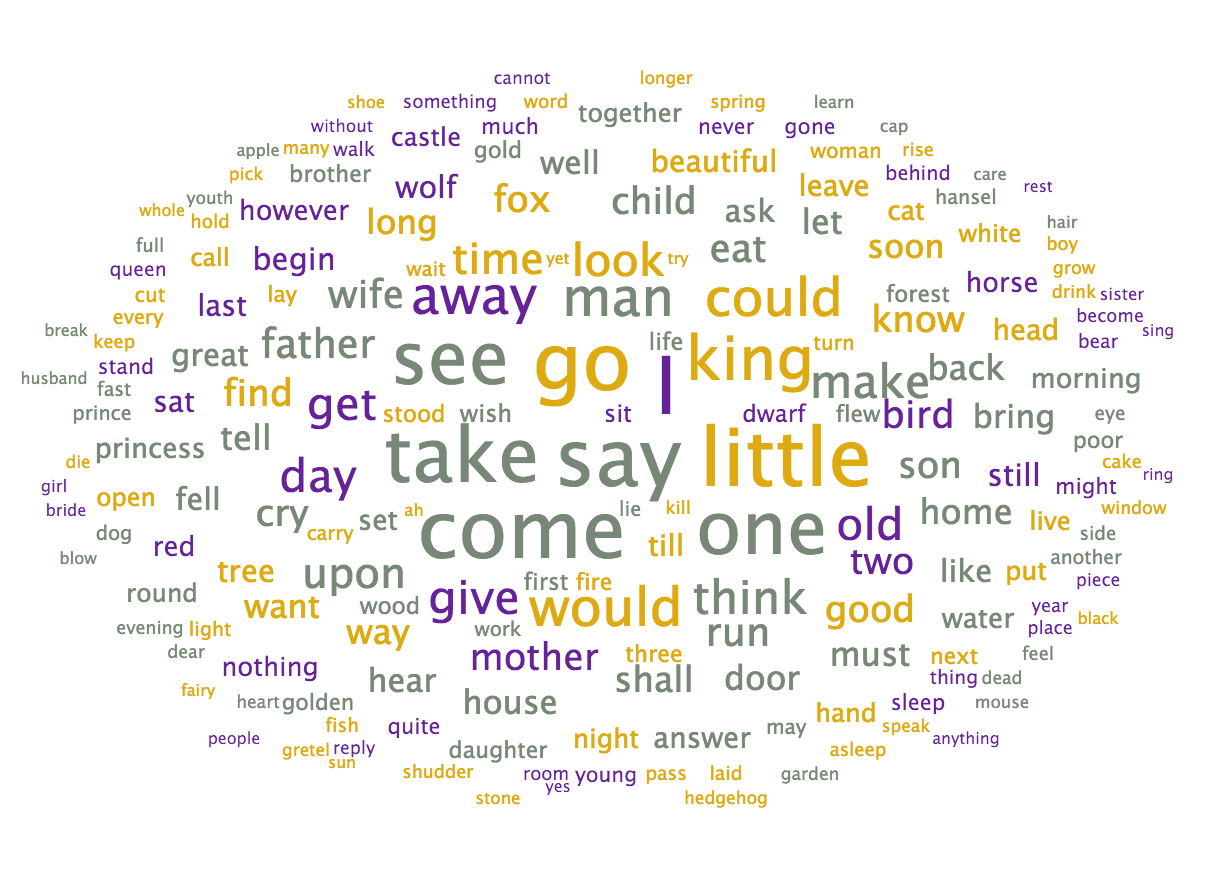 cannot longer
shoe something word together spring learn
without castle much never gone cap
apple many walk gold well beautiful woman rise
pick brother wolf fox child leave behind care rest
whole youth hold however long ask let cat hansel
full call begin time yet look try eat soon white hair boy
queen cut last lay wait wife away man could forest horse grow drink sister
every know head become
break keep great father see go life king turn bear sing
husband stand fast find make back morning
prince sat get stood wish sit I dwarf flew bird bring eye
princess tell take say little son poor
die day still cake ring
girl open fell might
bride cry set ah come lie kill one old home live window
dog red carry till two side
blow tree upon like put another
round want give first fire would think good piece
evening light way wood work run water year place black
dear nothing mother three must next feel
fairy hear shall door thing dead
heart golden house sleep mouse
people fish quite night answer may hand speak anything
gretel reply daughter asleep
sun shudder room young pass laid garden
stone yes hedgehog